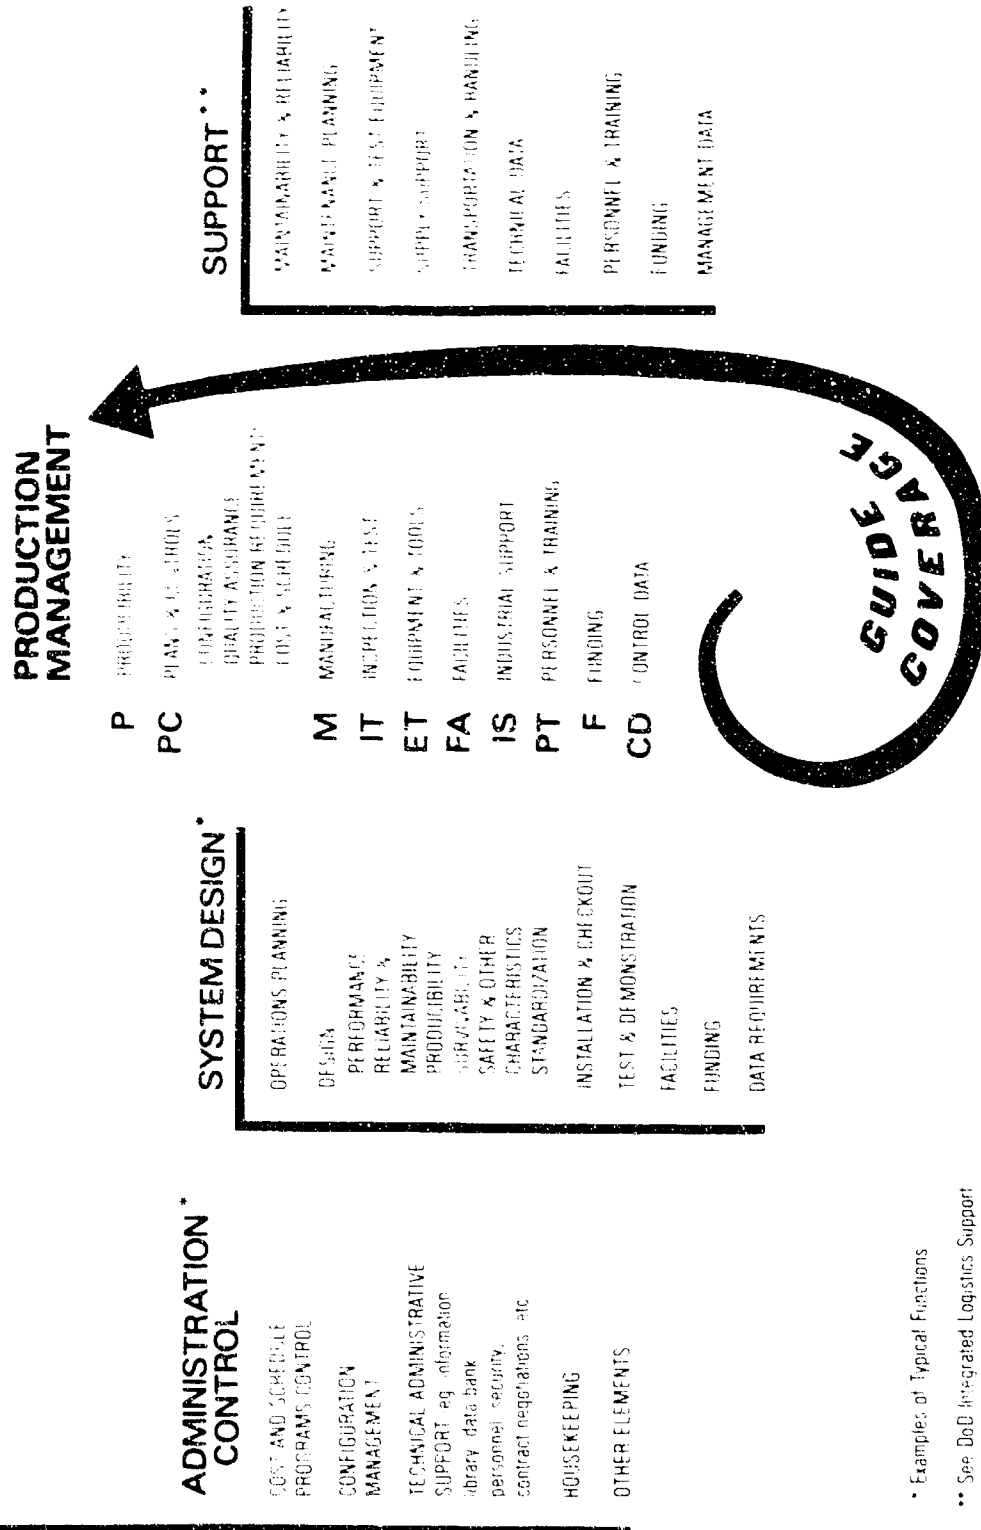 ADMINISTRATION*
CONTROL
COST AND SCHEDULE
PROGRAMS CONTROL
CONFIGURATION
MANAGEMENT
TECHNICAL ADMINISTRATIVE
SUPPORT eg information
library data bank
personnel security,
contract negotiations etc
HOUSEKEEPING
OTHER ELEMENTS
SYSTEM DESIGN*
OPERATIONS PLANNING
DESIGN
PERFORMANCE
RELIABILITY &
MAINTAINABILITY
PRODUCIBILITY
SURVIVABILITY
SAFETY & OTHER
CHARACTERISTICS
STANDARDIZATION
INSTALLATION & CHECKOUT
TEST & DEMONSTRATION
FACILITIES
FUNDING
DATA REQUIREMENTS
PRODUCTION
MANAGEMENT
P PRODUCIBILITY
PC PLANS & CONTROLS
CONFIGURATION
QUALITY ASSURANCE
PRODUCTION REQUIREMENTS
COST & SCHEDULE
M MANUFACTURING
IT INSPECTION & TEST
ET EQUIPMENT & TOOLS
FA FACILITIES
IS INDUSTRIAL SUPPORT
PT PERSONNEL & TRAINING
F FUNDING
CD CONTROL DATA
GUIDE
COVERAGE
SUPPORT**
MAINTAINABILITY & RELIABILITY
MAINTENANCE PLANNING
SUPPORT & TEST EQUIPMENT
SUPPLY SUPPORT
TRANSPORTATION & HANDLING
TECHNICAL DATA
FACILITIES
PERSONNEL & TRAINING
FUNDING
MANAGEMENT DATA
* Examples of Typical Functions
** See DoD Integrated Logistics Support